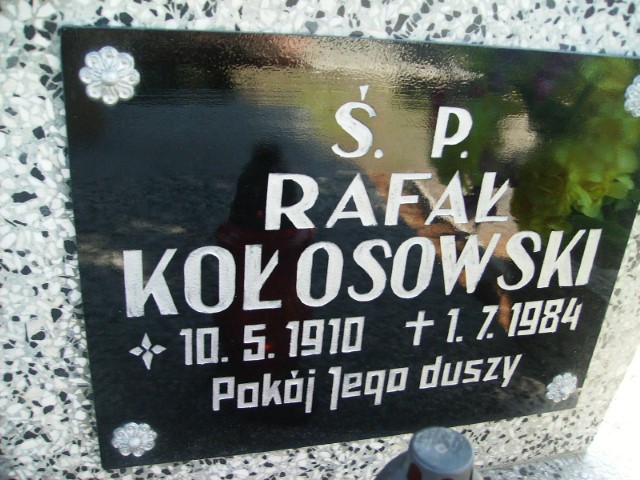 Ś. P.
RAFAŁ
KOŁOSOWSKI
10. 5. 1910 † 1. 7. 1984
Pokój Jego duszy